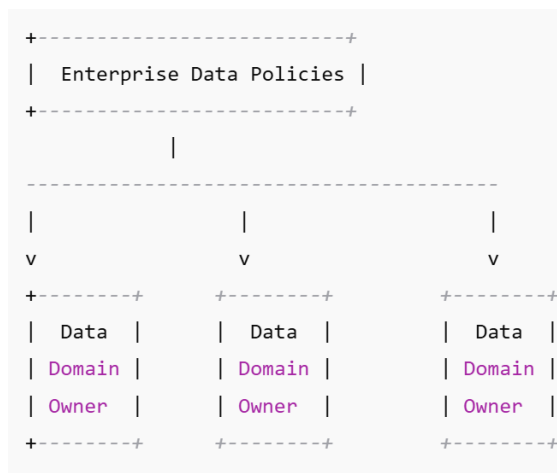 +--------------------------+
|  Enterprise Data Policies |
+--------------------------+
            |
----------------------------------------
|                 |                    |
v                 v                    v
+--------+      +--------+         +--------+
|  Data  |      |  Data  |         |  Data  |
| Domain |      | Domain |         | Domain |
| Owner  |      | Owner  |         | Owner  |
+--------+      +--------+         +--------+